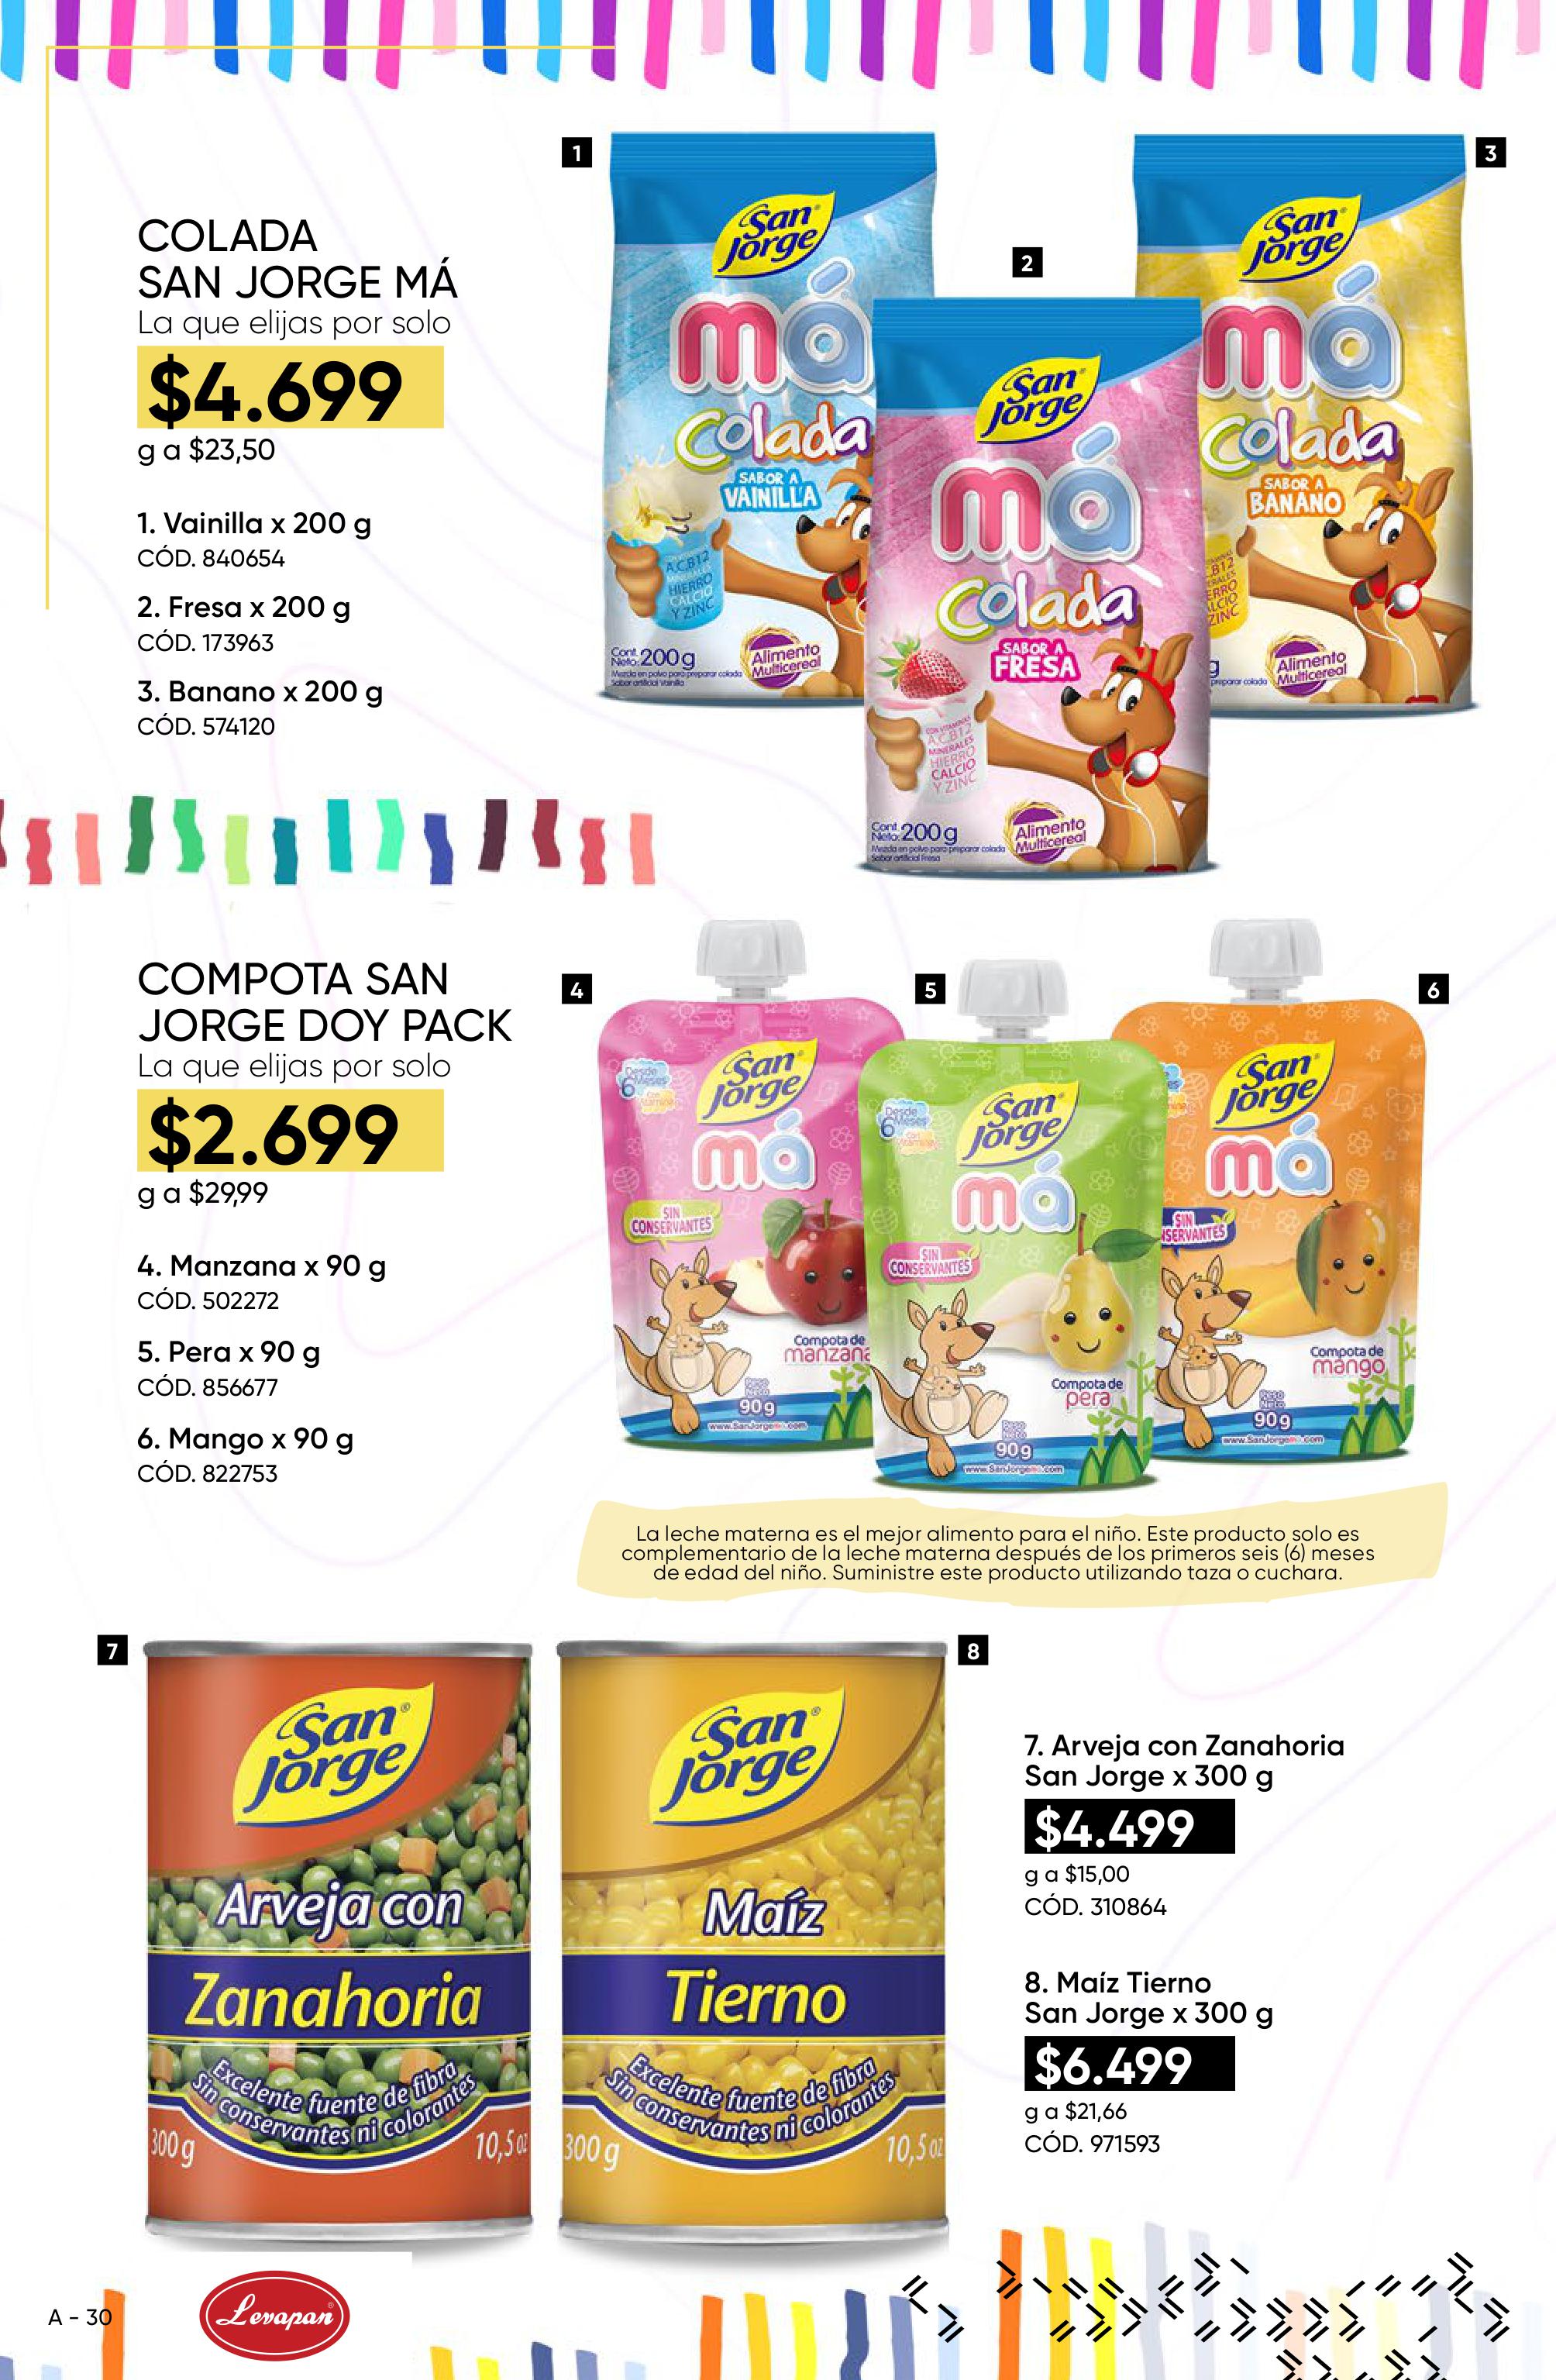 COLADA
SAN JORGE MÁ
La que elijas por solo
$4.699
g a $23,50
1. Vainilla x 200 g
CÓD. 840654
2. Fresa x 200 g
CÓD. 173963
3. Banano x 200 g
CÓD. 574120
1
San
Jorge
má
Colada
SABOR A
VAINILLA
A,C,B12
MINERALES
HIERRO
CALCIO
Y ZINC
Cont.
Neto: 200 g
Mezcla en polvo para preparar colada
Sabor artificial Vainilla
Alimento
Multicereal
2
San
Jorge
má
Colada
SABOR A
FRESA
CON VITAMINAS
A,C,B12
MINERALES
HIERRO
CALCIO
Y ZINC
Cont.
Neto: 200 g
Mezcla en polvo para preparar colada
Sabor artificial Fresa
Alimento
Multicereal
3
San
Jorge
má
Colada
SABOR A
BANANO
Alimento
Multicereal
COMPOTA SAN
JORGE DOY PACK
La que elijas por solo
$2.699
g a $29,99
4. Manzana x 90 g
CÓD. 502272
5. Pera x 90 g
CÓD. 856677
6. Mango x 90 g
CÓD. 822753
4
Desde
6 Meses
San
Jorge
má
SIN
CONSERVANTES
Compota de
manzana
Peso
Neto
90 g
www.SanJorgema.com
5
Desde
6 Meses
San
Jorge
má
SIN
CONSERVANTES
Compota de
pera
Peso
Neto
90 g
www.SanJorgema.com
6
San
Jorge
má
SIN
Compota de
mango
Peso
Neto
90 g
www.SanJorgema.com
La leche materna es el mejor alimento para el niño. Este producto solo es
complementario de la leche materna después de los primeros seis (6) meses
de edad del niño. Suministre este producto utilizando taza o cuchara.
7
San
Jorge
Arveja con
Zanahoria
Excelente fuente de fibra
Sin conservantes ni colorantes
300 g
10,5 oz
8
San
Jorge
Maíz
Tierno
Excelente fuente de fibra
Sin conservantes ni colorantes
300 g
10,5 oz
7. Arveja con Zanahoria
San Jorge x 300 g
$4.499
g a $15,00
CÓD. 310864
8. Maíz Tierno
San Jorge x 300 g
$6.499
g a $21,66
CÓD. 971593
A - 30
Levapan